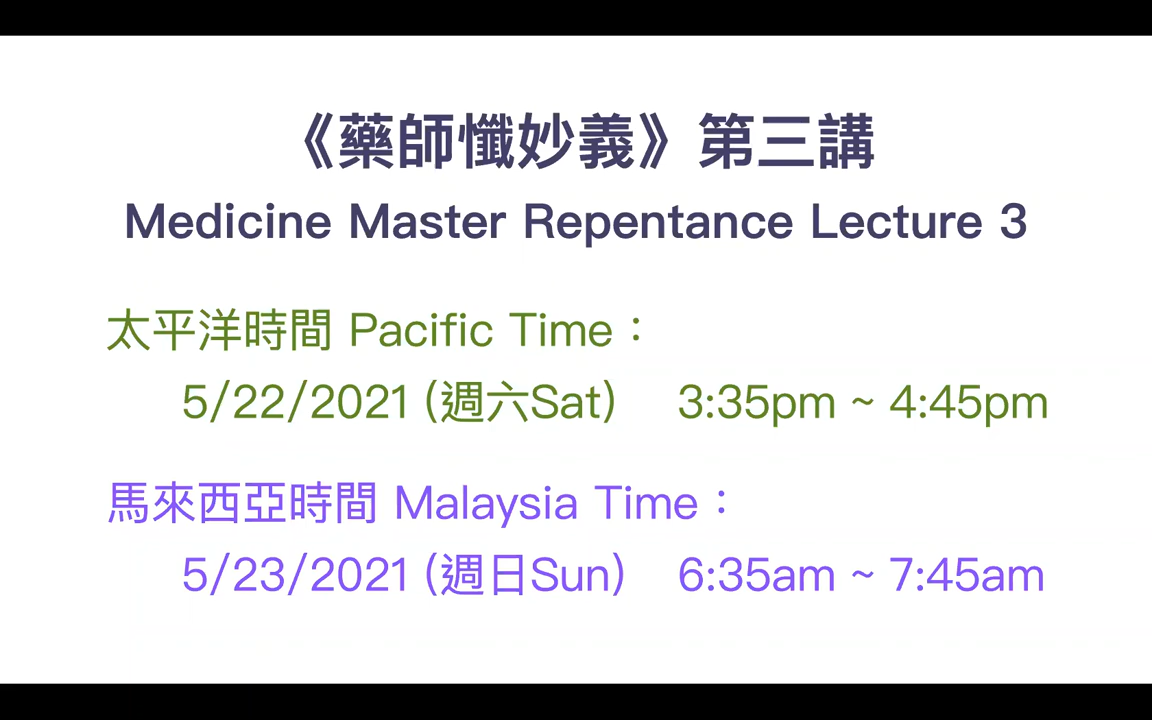 《藥師懺妙義》第三講
Medicine Master Repentance Lecture 3
太平洋時間 Pacific Time：
5/22/2021 (週六Sat) 3:35pm ~ 4:45pm
馬來西亞時間 Malaysia Time：
5/23/2021 (週日Sun) 6:35am ~ 7:45am